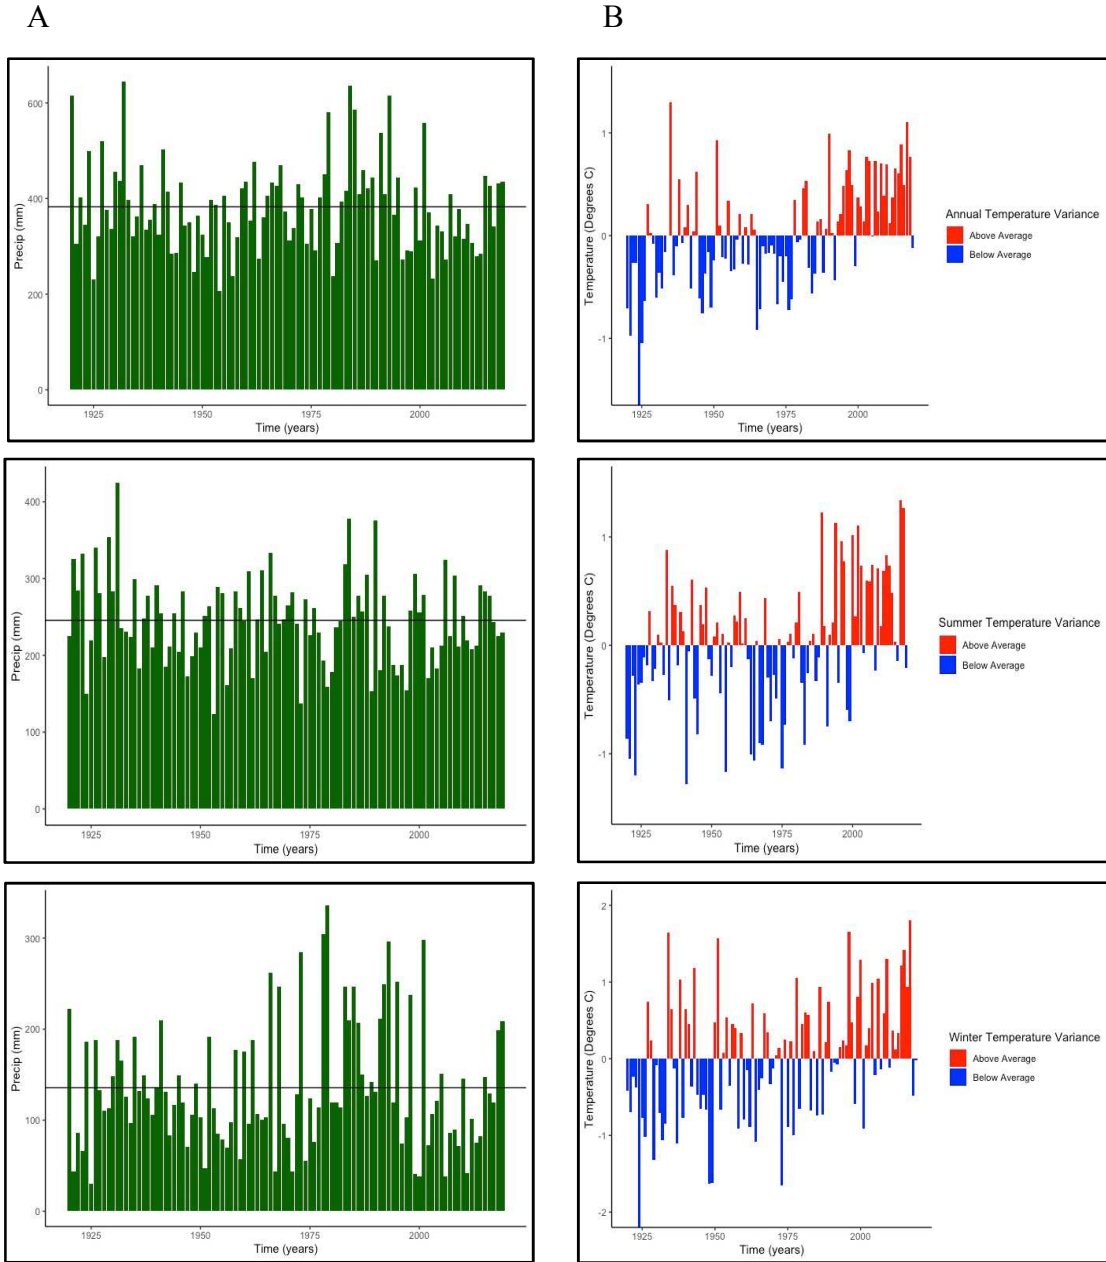 A
B
600
400
200
0
Precip (mm)
1925
1950
1975
2000
Time (years)
1
0
-1
Temperature (Degrees C)
1925
1950
1975
2000
Time (years)
Annual Temperature Variance
Above Average
Below Average
400
300
200
100
0
Precip (mm)
1925
1950
1975
2000
Time (years)
1
0
-1
Temperature (Degrees C)
1925
1950
1975
2000
Time (years)
Summer Temperature Variance
Above Average
Below Average
300
200
100
0
Precip (mm)
1925
1950
1975
2000
Time (years)
2
1
0
-1
-2
Temperature (Degrees C)
1925
1950
1975
2000
Time (years)
Winter Temperature Variance
Above Average
Below Average